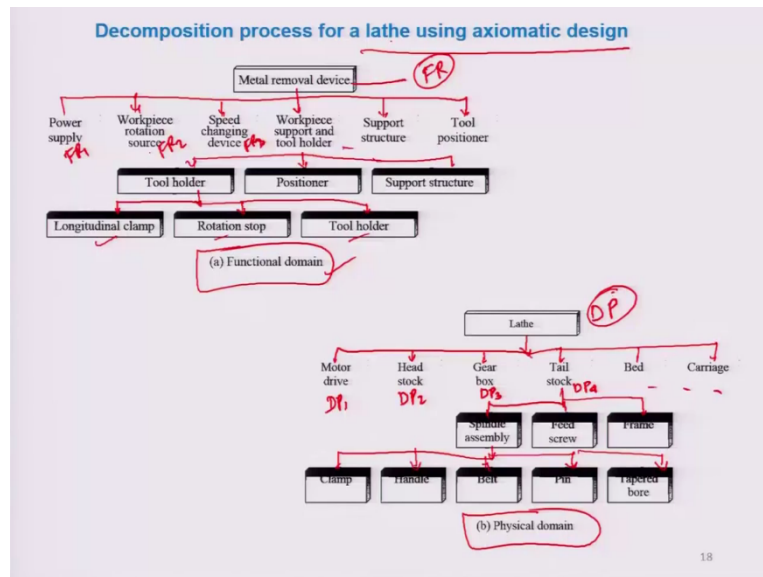 Decomposition process for a lathe using axiomatic design
Metal removal device
FR
Power
supply
FR1
Workpiece
rotation
source
FR2
Speed
changing
device
FR3
Workpiece
support and
tool holder
Support
structure
Tool
positioner
Tool holder
Positioner
Support structure
Longitudinal clamp
Rotation stop
Tool holder
(a) Functional domain
Lathe
DP
Motor
drive
DP1
Head
stock
DP2
Gear
box
DP3
Tail
stock
DP4
Bed
Carriage
Spindle
assembly
Feed
screw
Frame
Clamp
Handle
Belt
Pin
Tapered
bore
(b) Physical domain
18